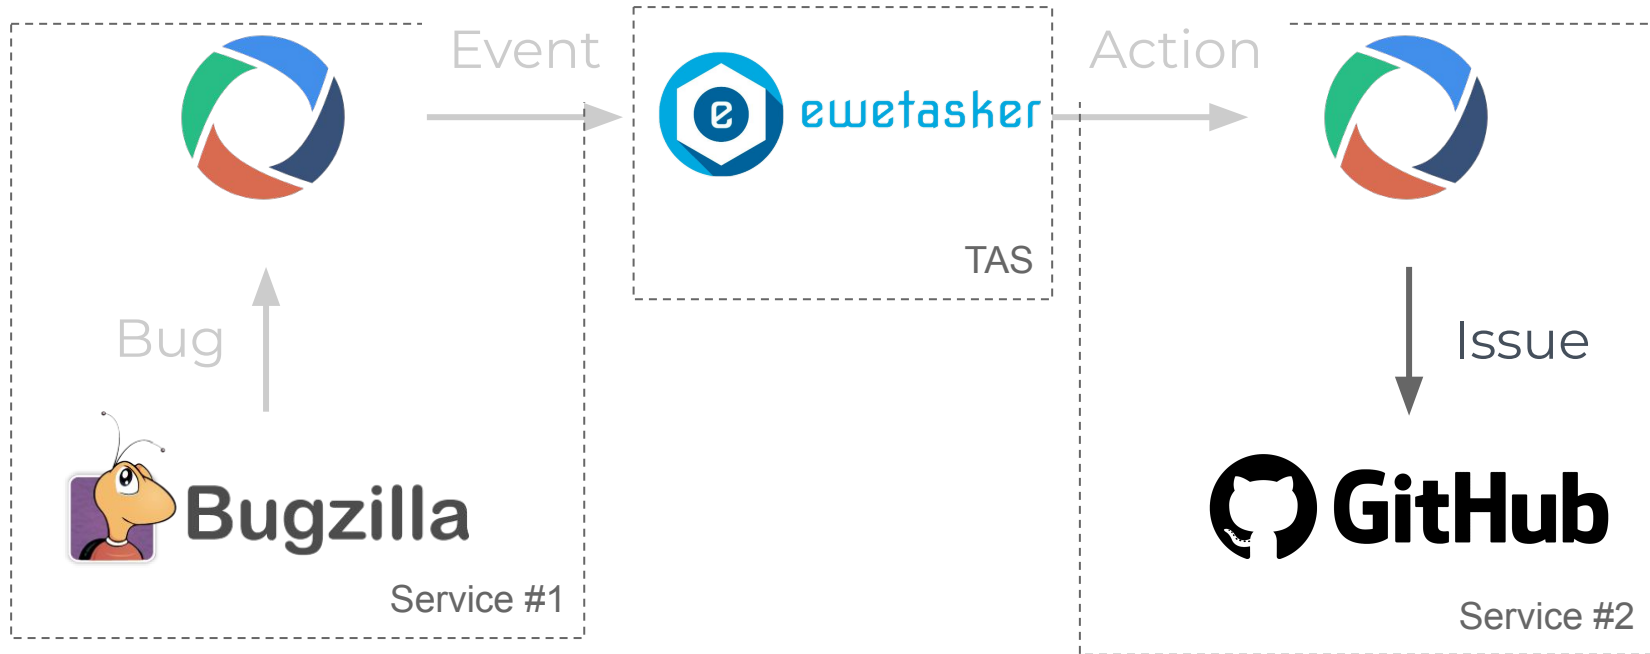 Event
Action
e ewetasker
TAS
Bug
Issue
Bugzilla
GitHub
Service #1
Service #2